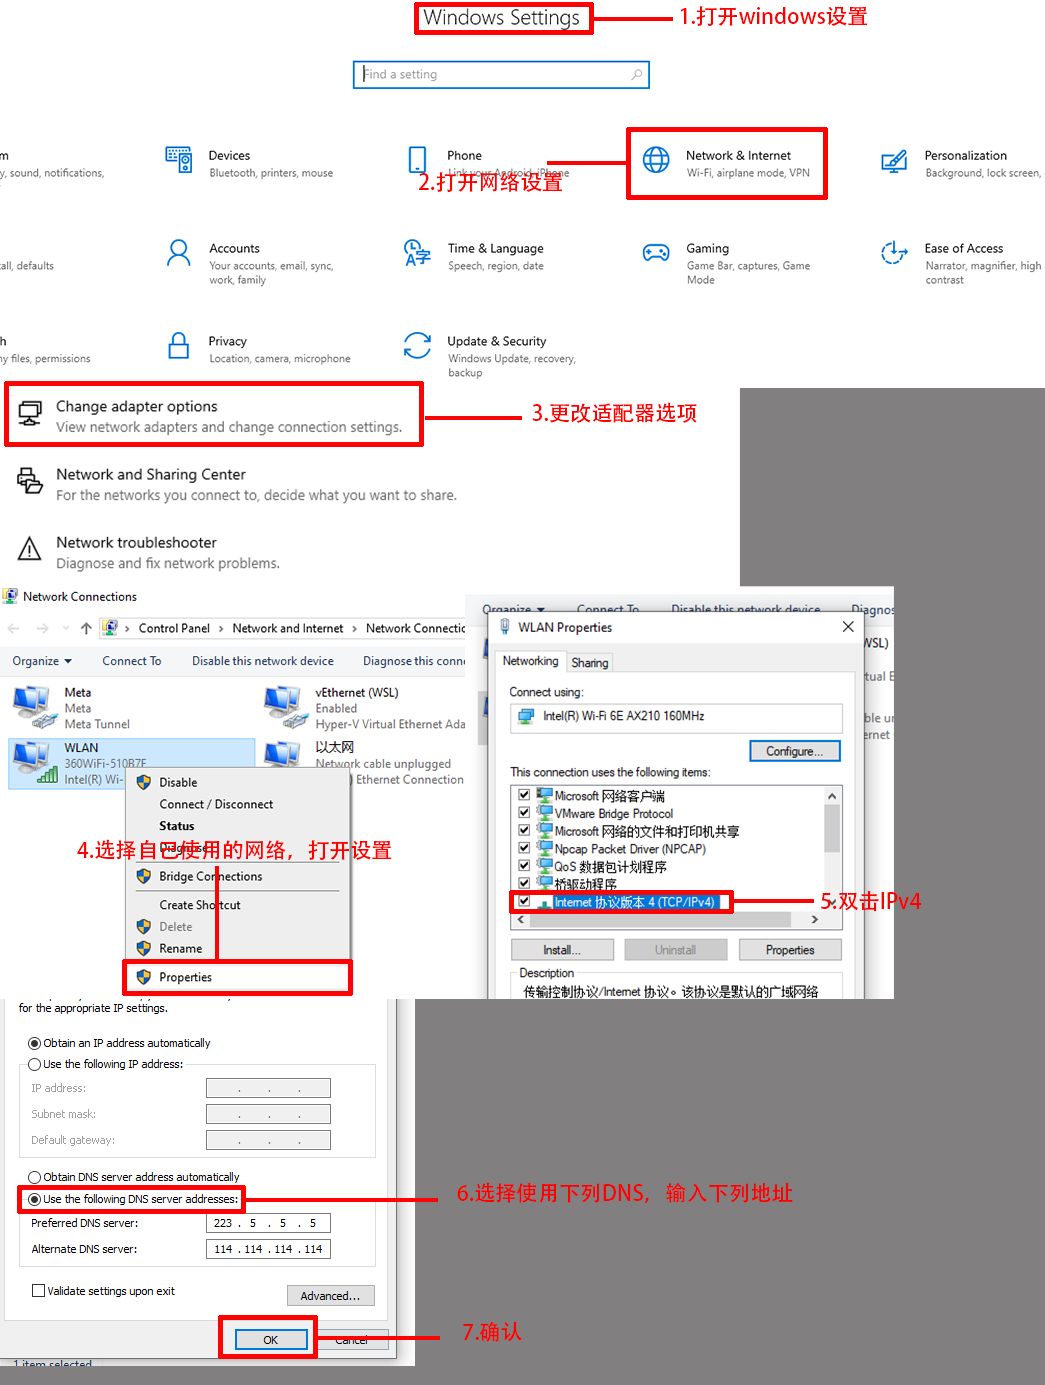 Windows Settings
1.打开windows设置
Find a setting
m
y, sound, notifications,
Devices
Bluetooth, printers, mouse
Phone
Link your Android, iPhone
2.打开网络设置
Network & Internet
Wi-Fi, airplane mode, VPN
Personalization
Background, lock screen,
all, defaults
Accounts
Your accounts, email, sync,
work, family
Time & Language
Speech, region, date
Gaming
Game Bar, captures, Game
Mode
Ease of Access
Narrator, magnifier, high
contrast
h
ny files, permissions
Privacy
Location, camera, microphone
Update & Security
Windows Update, recovery,
backup
Change adapter options
View network adapters and change connection settings.
3.更改适配器选项
Network and Sharing Center
For the networks you connect to, decide what you want to share.
Network troubleshooter
Diagnose and fix network problems.
Network Connections
Control Panel › Network and Internet › Network Connectio
Organize Connect To Disable this network device Diagnose this conne
Meta
Meta
Meta Tunnel
vEthernet (WSL)
Enabled
Hyper-V Virtual Ethernet Ada
WLAN
360WiFi-510B7F
Intel(R) Wi-
以太网
Network cable unplugged
) Ethernet Connection
Disable
Connect / Disconnect
Status
Diagnose
4.选择自己使用的网络，打开设置
Bridge Connections
Create Shortcut
Delete
Rename
Properties
Organize Connect To Disable this network device Diagnos
WLAN Properties
WSL)
tual E
ble un
ernet
Networking Sharing
Connect using:
Intel(R) Wi-Fi 6E AX210 160MHz
Configure...
This connection uses the following items:
Microsoft 网络客户端
VMware Bridge Protocol
Microsoft 网络的文件和打印机共享
Npcap Packet Driver (NPCAP)
QoS 数据包计划程序
桥驱动程序
Internet 协议版本 4 (TCP/IPv4)
5.双击IPv4
Install... Uninstall Properties
Description
传输控制协议/Internet 协议。该协议是默认的广域网络
for the appropriate IP settings.
Obtain an IP address automatically
Use the following IP address:
IP address:
Subnet mask:
Default gateway:
Obtain DNS server address automatically
Use the following DNS server addresses:
6.选择使用下列DNS，输入下列地址
Preferred DNS server: 223 . 5 . 5 . 5
Alternate DNS server: 114 . 114 . 114 . 114
Validate settings upon exit
Advanced...
OK Cancel
7.确认
1 item selected